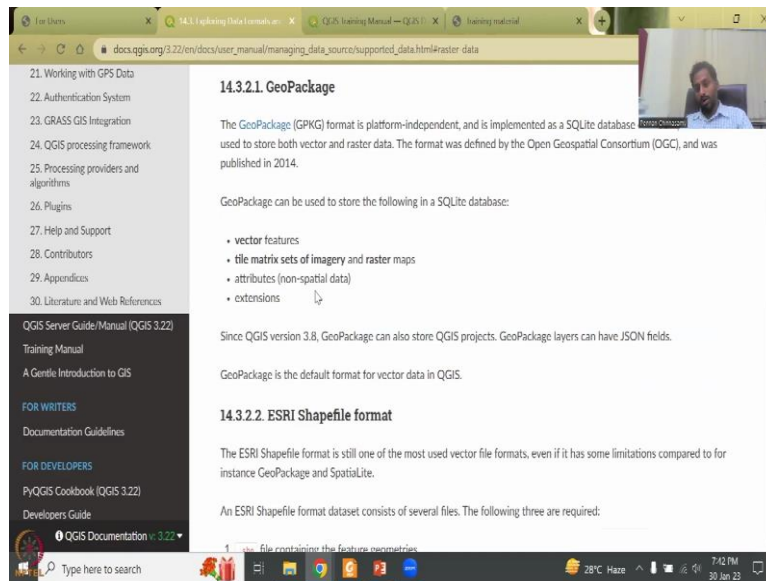 For Users
14.3. Exploring Data Formats an
QGIS Training Manual — QGIS D
training material
docs.qgis.org/3.22/en/docs/user_manual/managing_data_source/supported_data.html#raster-data
21. Working with GPS Data
22. Authentication System
23. GRASS GIS Integration
24. QGIS processing framework
25. Processing providers and
algorithms
26. Plugins
27. Help and Support
28. Contributors
29. Appendices
30. Literature and Web References
QGIS Server Guide/Manual (QGIS 3.22)
Training Manual
A Gentle Introduction to GIS
FOR WRITERS
Documentation Guidelines
FOR DEVELOPERS
PyQGIS Cookbook (QGIS 3.22)
Developers Guide
QGIS Documentation v: 3.22
14.3.2.1. GeoPackage
The GeoPackage (GPKG) format is platform-independent, and is implemented as a SQLite database
used to store both vector and raster data. The format was defined by the Open Geospatial Consortium (OGC), and was
published in 2014.
GeoPackage can be used to store the following in a SQLite database:
• vector features
• tile matrix sets of imagery and raster maps
• attributes (non-spatial data)
• extensions
Since QGIS version 3.8, GeoPackage can also store QGIS projects. GeoPackage layers can have JSON fields.
GeoPackage is the default format for vector data in QGIS.
14.3.2.2. ESRI Shapefile format
The ESRI Shapefile format is still one of the most used vector file formats, even if it has some limitations compared to for
instance GeoPackage and SpatiaLite.
An ESRI Shapefile format dataset consists of several files. The following three are required:
1. .shp file containing the feature geometries
Pennan Chinnasamy
NPTEL
Type here to search
28°C Haze
7:42 PM
30 Jan 23